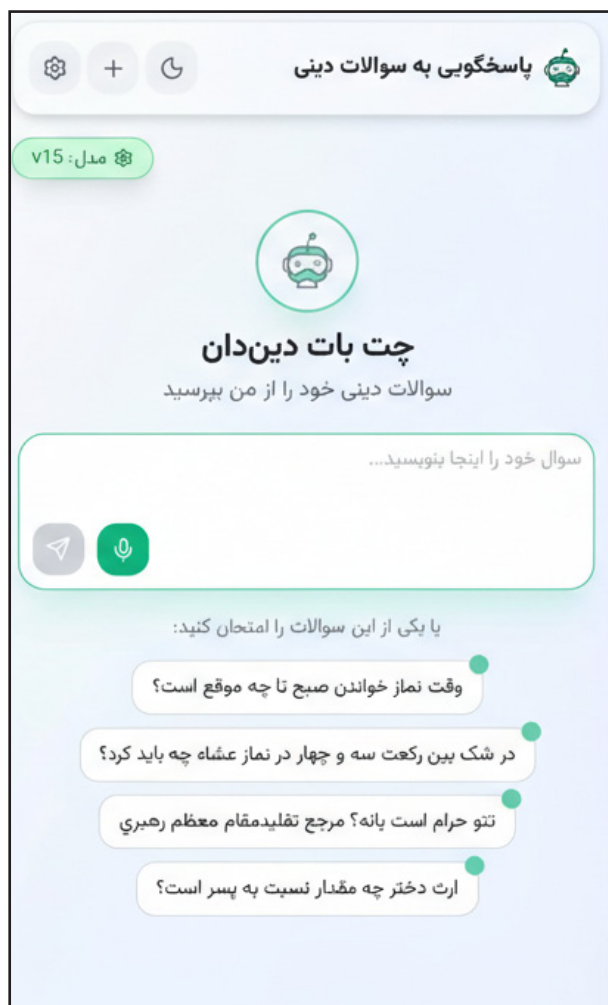 پاسخگویی به سوالات دینی
مدل: v15
چت بات دین‌دان
سوالات دینی خود را از من بپرسید
سوال خود را اینجا بنویسید...
یا یکی از این سوالات را امتحان کنید:
وقت نماز خواندن صبح تا چه موقع است؟
در شک بین رکعت سه و چهار در نماز عشاء چه باید کرد؟
تتو حرام است یانه؟ مرجع تقلیدمقام معظم رهبري
ارث دختر چه مقدار نسبت به پسر است؟